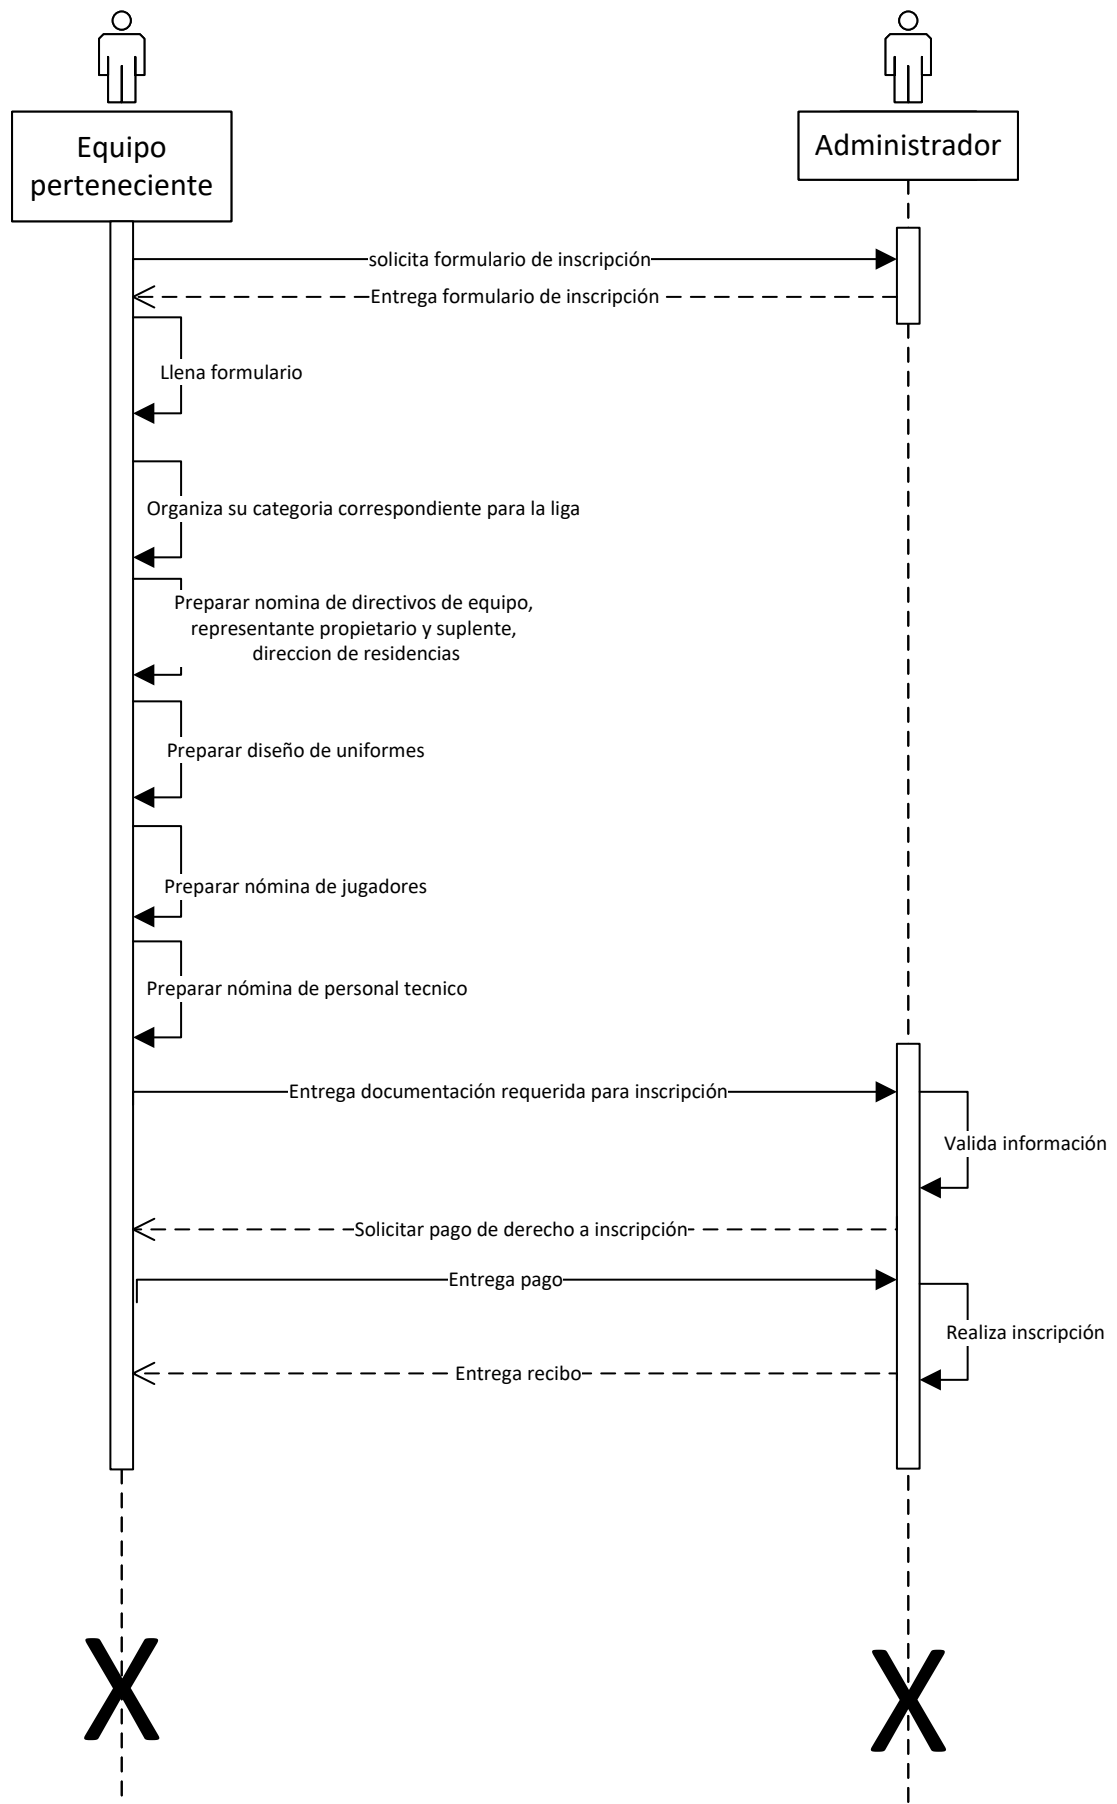 Equipo
perteneciente
Administrador
solicita formulario de inscripción
Entrega formulario de inscripción
Llena formulario
Organiza su categoria correspondiente para la liga
Preparar nomina de directivos de equipo,
representante propietario y suplente,
direccion de residencias
Preparar diseño de uniformes
Preparar nómina de jugadores
Preparar nómina de personal tecnico
Entrega documentación requerida para inscripción
Valida información
Solicitar pago de derecho a inscripción
Entrega pago
Realiza inscripción
Entrega recibo